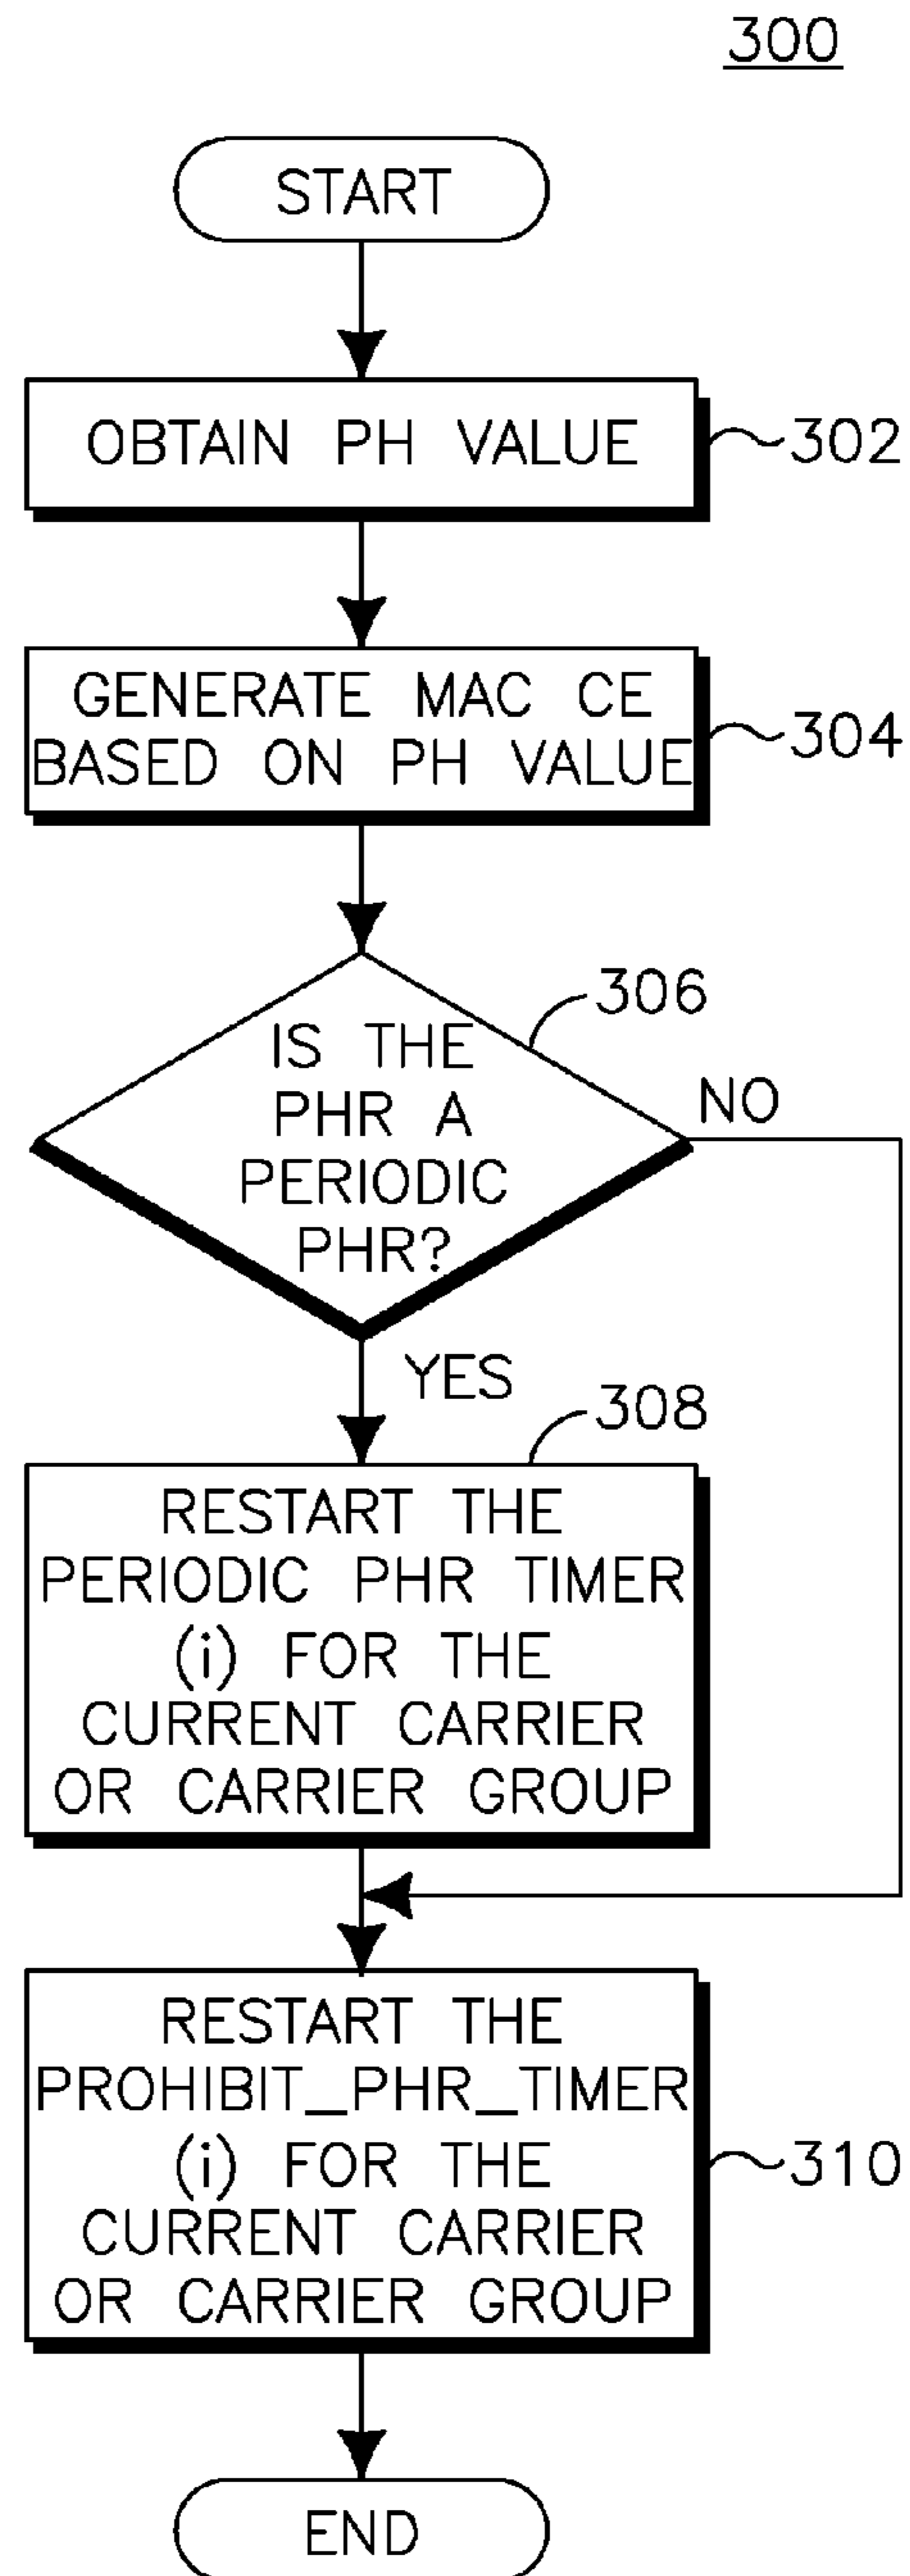 300
START
OBTAIN PH VALUE
302
GENERATE MAC CE
BASED ON PH VALUE
304
306
IS THE
PHR A
PERIODIC
PHR?
NO
YES
308
RESTART THE
PERIODIC PHR TIMER
(i) FOR THE
CURRENT CARRIER
OR CARRIER GROUP
RESTART THE
PROHIBIT_PHR_TIMER
(i) FOR THE
CURRENT CARRIER
OR CARRIER GROUP
310
END